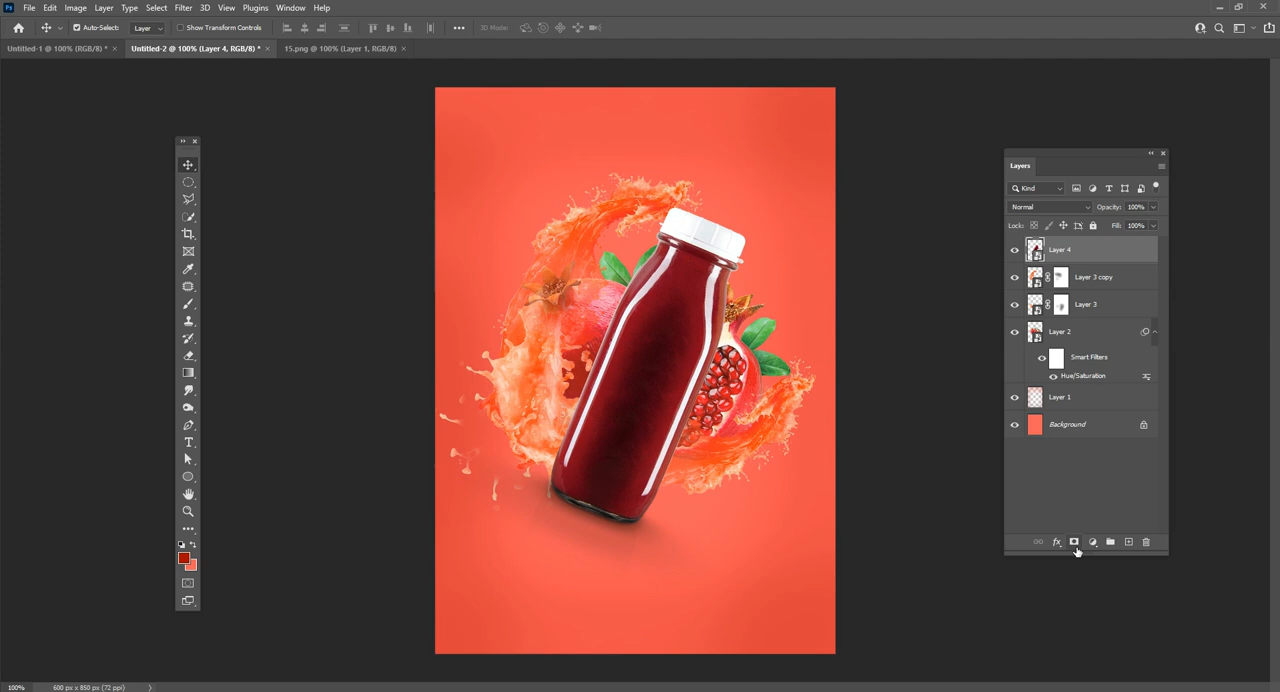 Ps File Edit Image Layer Type Select Filter 3D View Plugins Window Help
Auto-Select: Layer Show Transform Controls 3D Mode:
Untitled-1 @ 100% (RGB/8) * × Untitled-2 @ 100% (Layer 4, RGB/8) * × 15.png @ 100% (Layer 1, RGB/8) ×
Layers
Kind
Normal Opacity: 100%
Lock: Fill: 100%
Layer 4
Layer 3 copy
Layer 3
Layer 2
Smart Filters
Hue/Saturation
Layer 1
Background
fx
100% 600 px x 850 px (72 ppi)